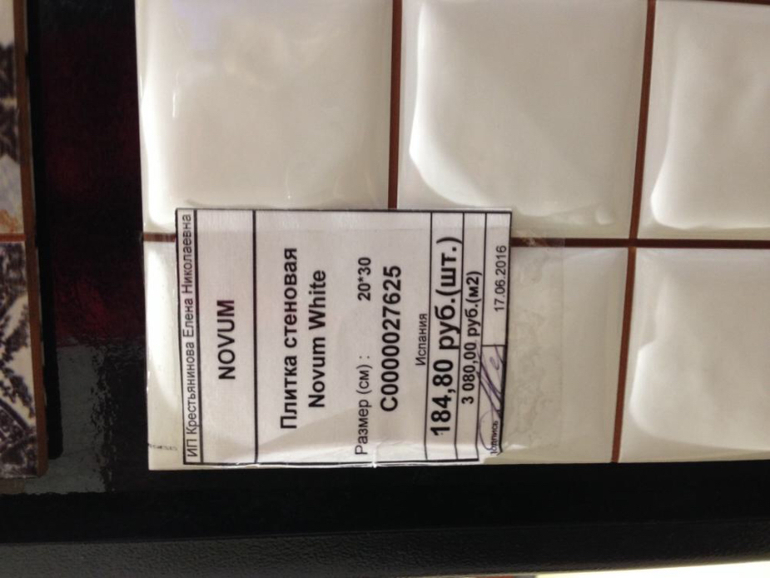 ИП Крестьянинова Елена Николаевна
NOVUM
Плитка стеновая
Novum White
Размер (см) : 20*30
С0000027625
Испания
184,80 руб.(шт.)
3 080,00 руб.(м2)
17.06.2016